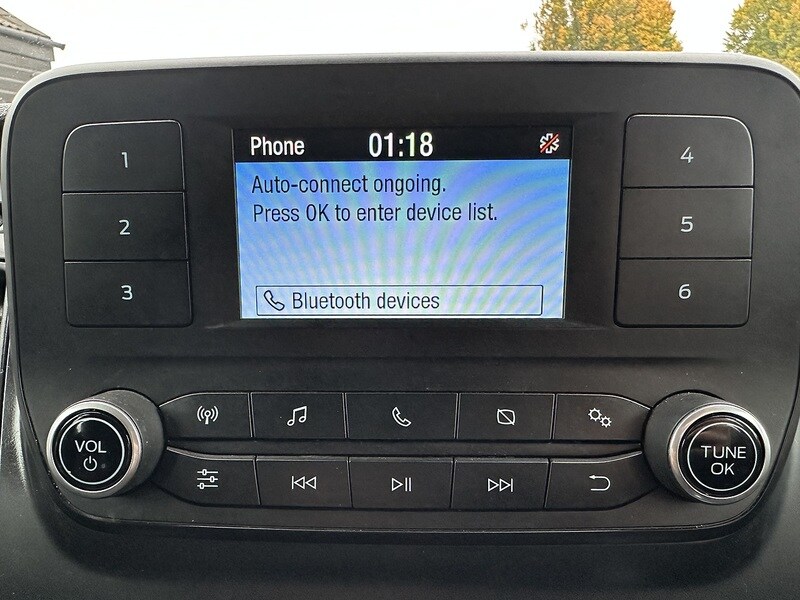 Phone 01:18
Auto-connect ongoing.
Press OK to enter device list.
Bluetooth devices
1
2
3
4
5
6
VOL
TUNE
OK